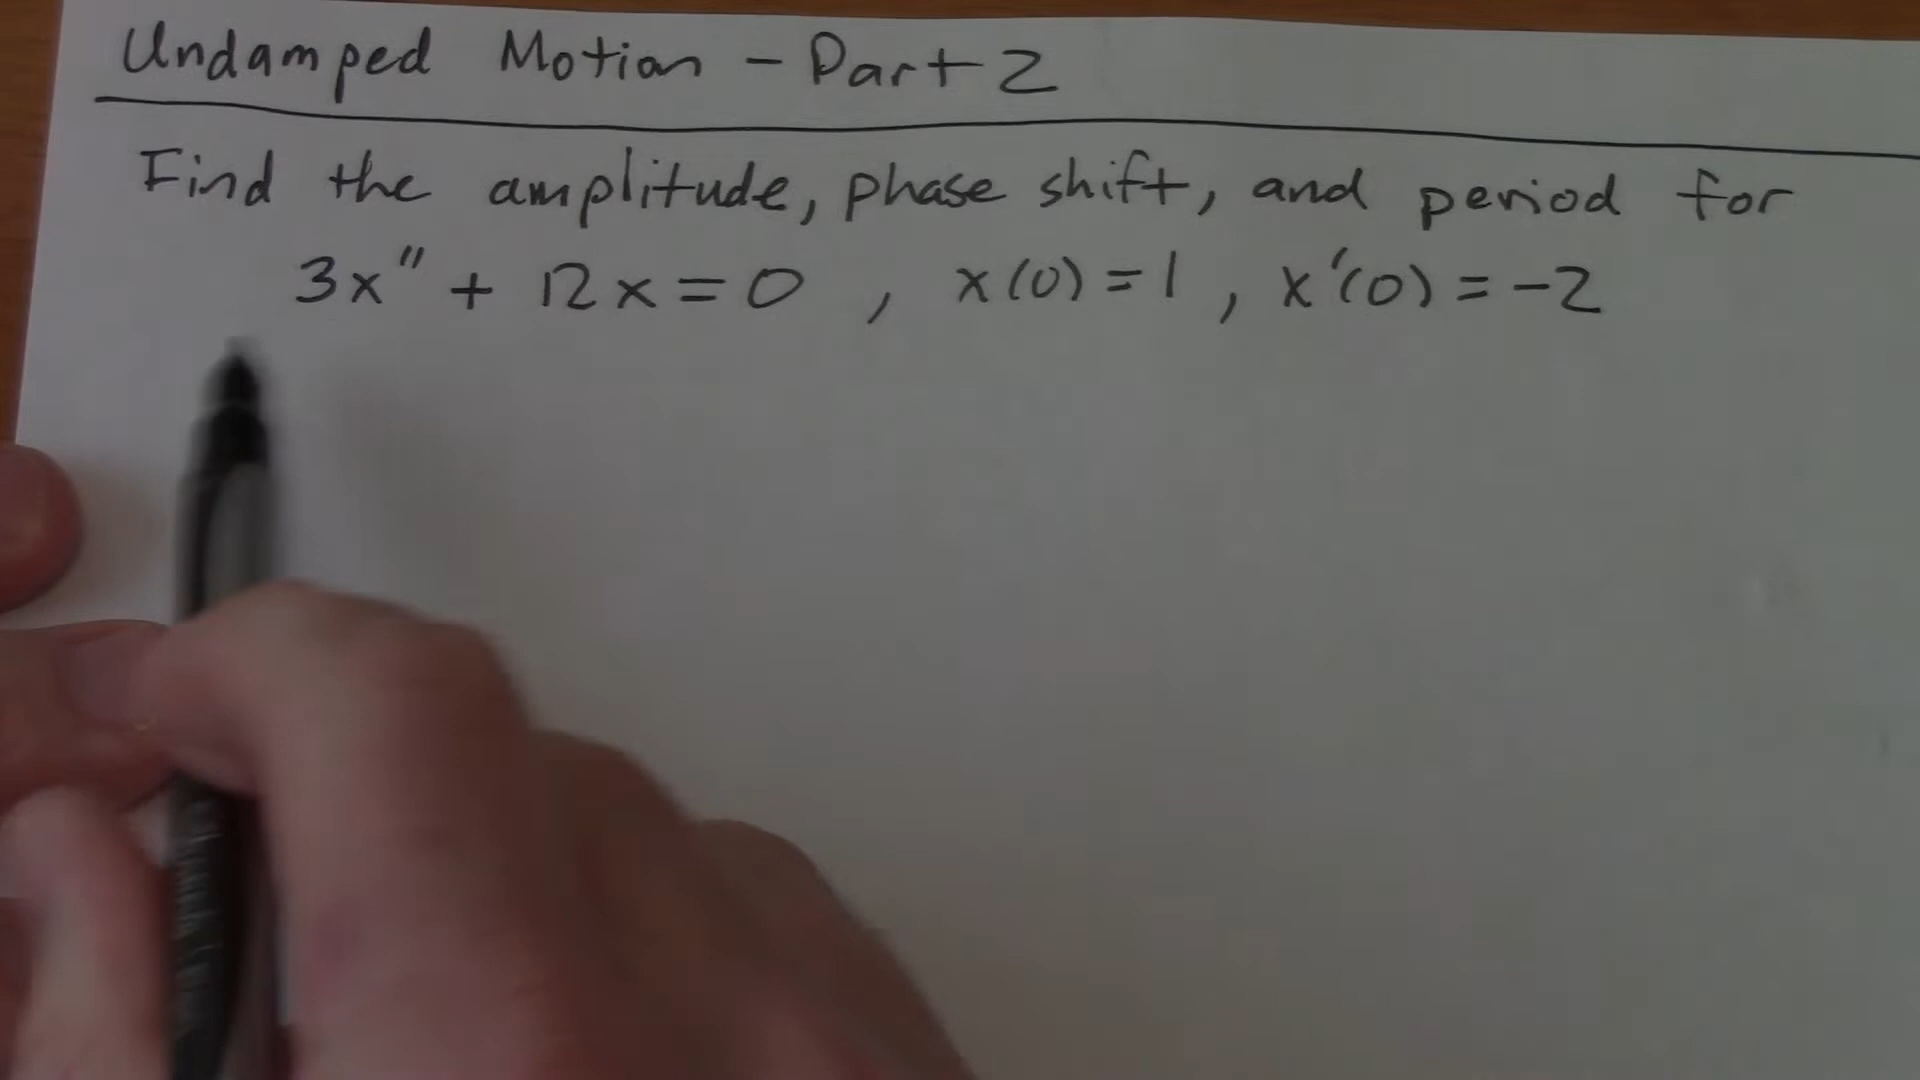 Undamped Motion - Part 2
Find the amplitude, phase shift, and period for
3x" + 12x = 0 , x(0) = 1 , x'(0) = -2